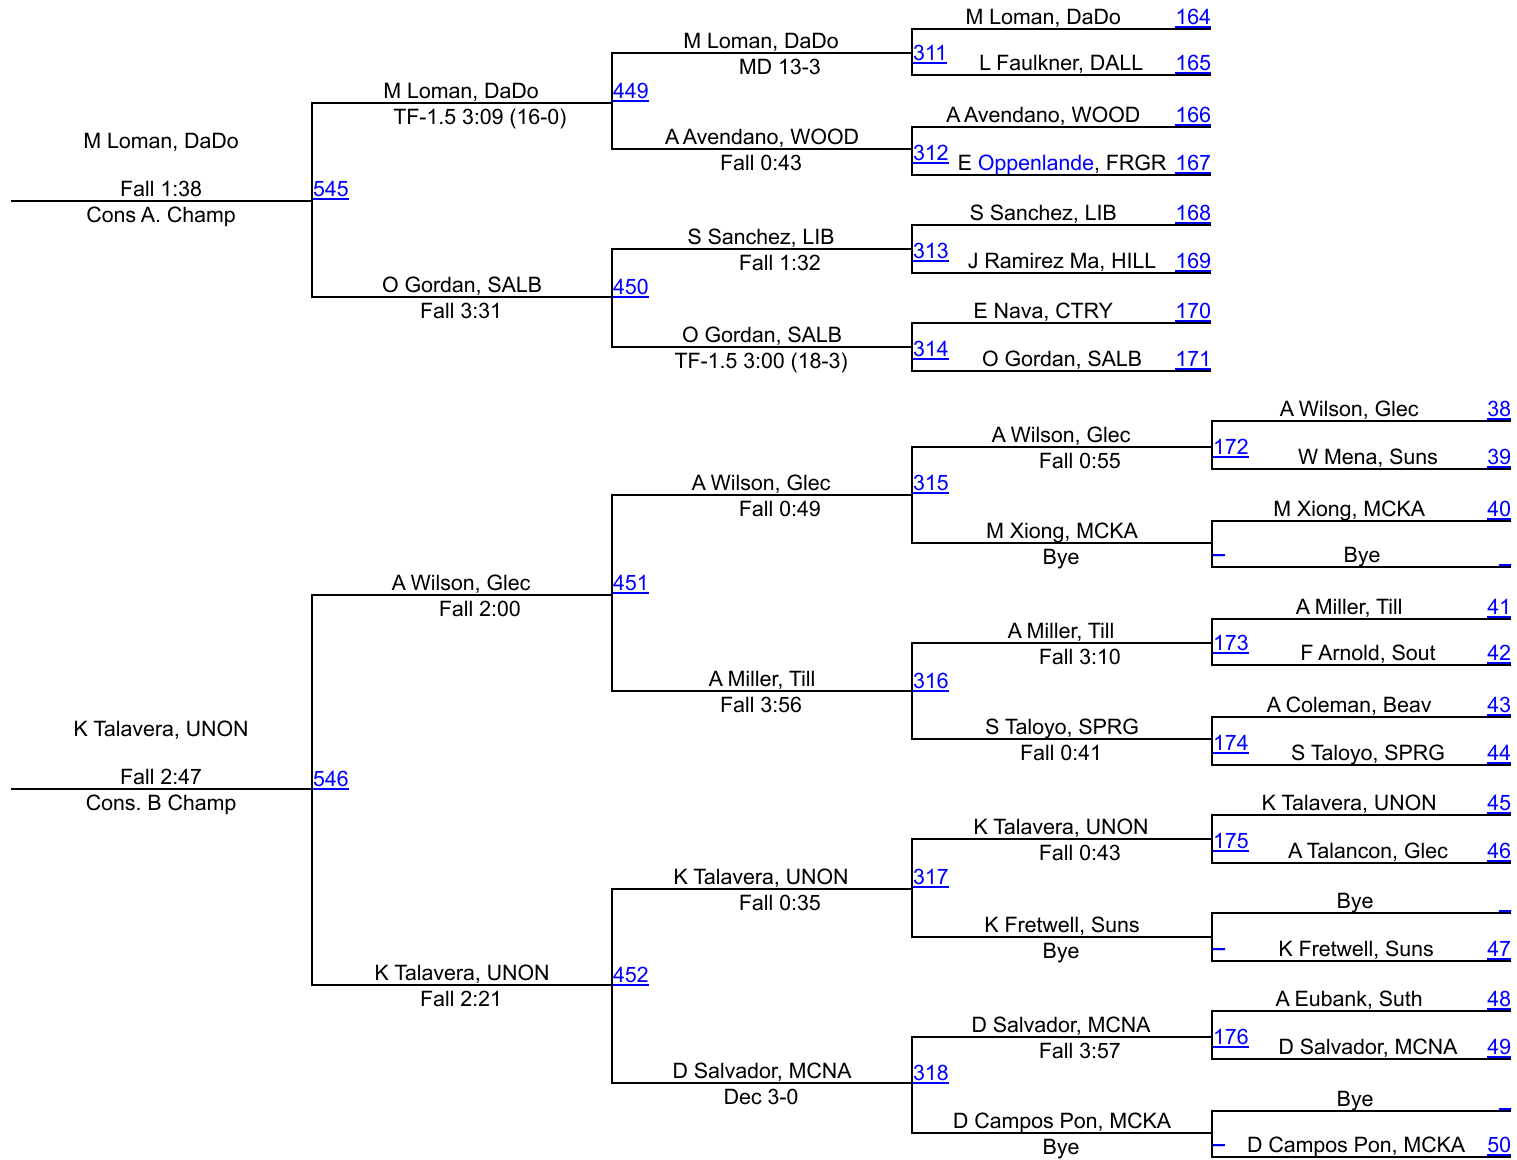 M Loman, DaDo 164
M Loman, DaDo
311
L Faulkner, DALL 165
MD 13-3
M Loman, DaDo
449
TF-1.5 3:09 (16-0)
A Avendano, WOOD 166
A Avendano, WOOD
312
E Oppenlande, FRGR 167
Fall 0:43
M Loman, DaDo
Fall 1:38
545
Cons A. Champ
S Sanchez, LIB 168
S Sanchez, LIB
313
J Ramirez Ma, HILL 169
Fall 1:32
O Gordan, SALB
450
Fall 3:31
E Nava, CTRY 170
O Gordan, SALB
314
O Gordan, SALB 171
TF-1.5 3:00 (18-3)
A Wilson, Glec 38
A Wilson, Glec
172
W Mena, Suns 39
Fall 0:55
A Wilson, Glec
315
Fall 0:49
M Xiong, MCKA 40
M Xiong, MCKA
Bye
Bye
A Wilson, Glec
451
Fall 2:00
A Miller, Till 41
A Miller, Till
173
F Arnold, Sout 42
Fall 3:10
A Miller, Till
316
Fall 3:56
A Coleman, Beav 43
S Taloyo, SPRG
174
S Taloyo, SPRG 44
Fall 0:41
K Talavera, UNON
Fall 2:47
546
Cons. B Champ
K Talavera, UNON 45
K Talavera, UNON
175
A Talancon, Glec 46
Fall 0:43
K Talavera, UNON
317
Fall 0:35
Bye
K Fretwell, Suns
K Fretwell, Suns 47
Bye
K Talavera, UNON
452
Fall 2:21
A Eubank, Suth 48
D Salvador, MCNA
176
D Salvador, MCNA 49
Fall 3:57
D Salvador, MCNA
318
Dec 3-0
Bye
D Campos Pon, MCKA
D Campos Pon, MCKA 50
Bye